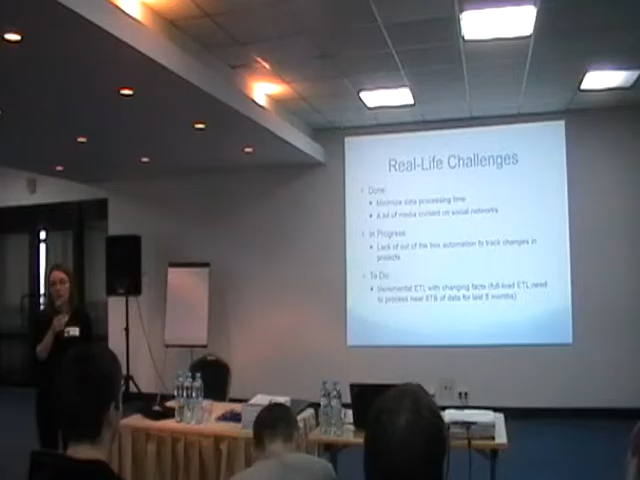 Real-Life Challenges
Done
Minimize data processing time
A lot of media content on social networks
In Progress
Lack of out of the box automation to track changes in
projects
To Do
Incremental ETL with changing facts (full-load ETL need
to process near 8TB of data for last 6 months)